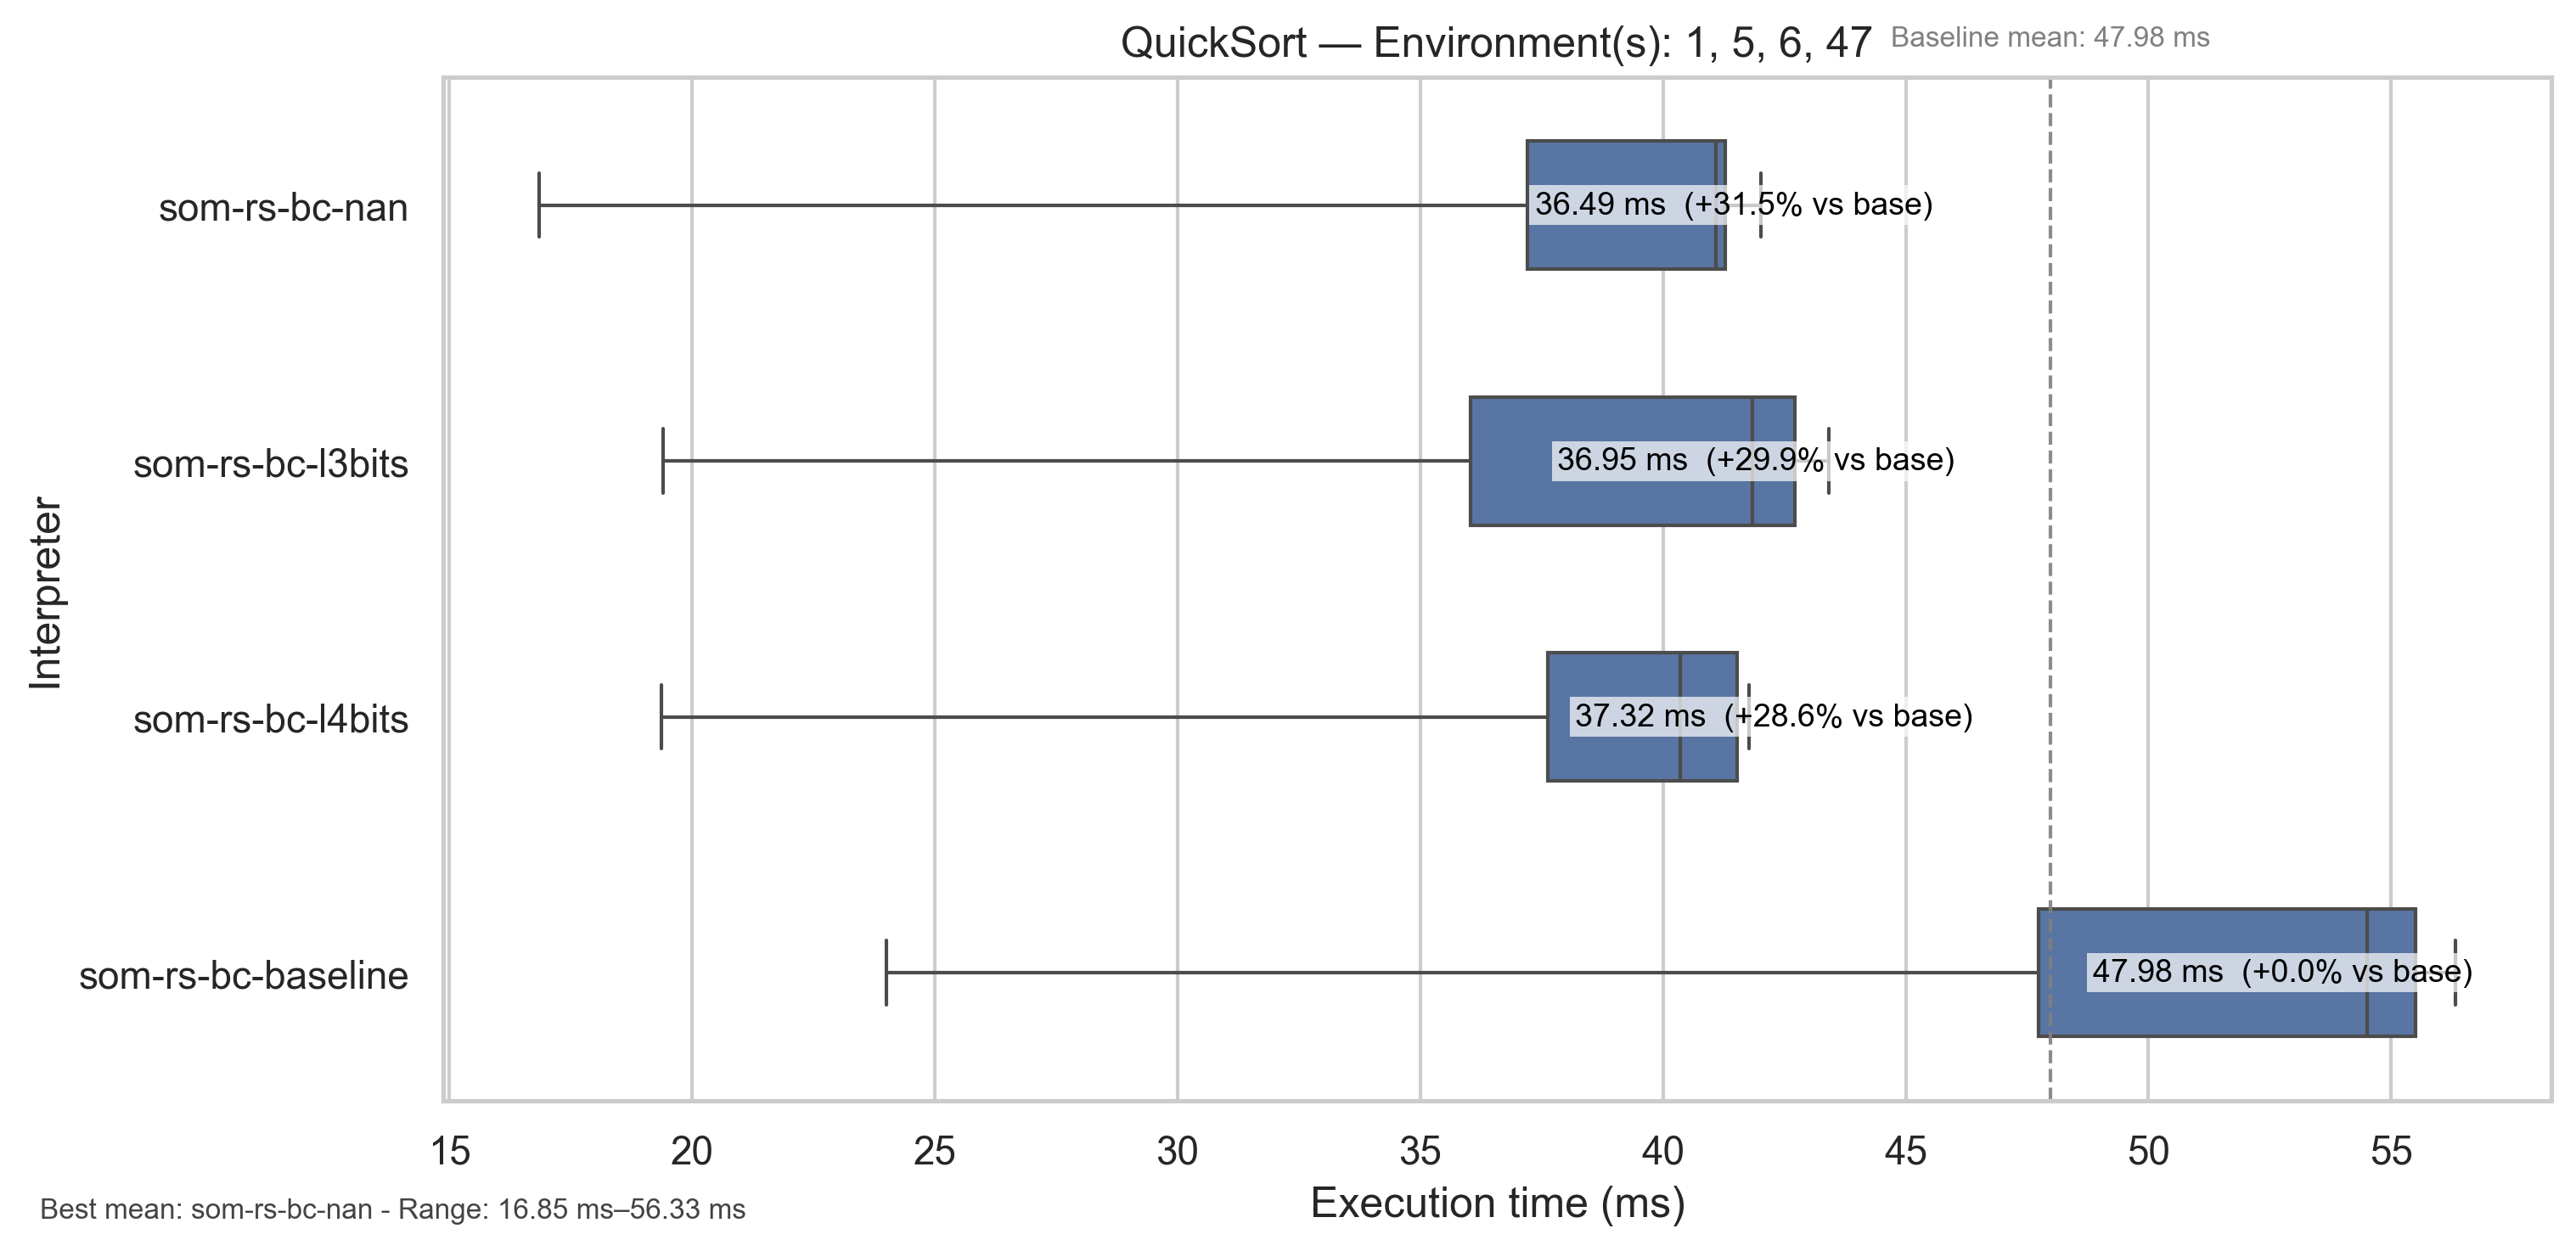 QuickSort — Environment(s): 1, 5, 6, 47
Baseline mean: 47.98 ms
Interpreter
som-rs-bc-nan
36.49 ms  (+31.5% vs base)
som-rs-bc-l3bits
36.95 ms  (+29.9% vs base)
som-rs-bc-l4bits
37.32 ms  (+28.6% vs base)
som-rs-bc-baseline
47.98 ms  (+0.0% vs base)
15 20 25 30 35 40 45 50 55
Execution time (ms)
Best mean: som-rs-bc-nan - Range: 16.85 ms–56.33 ms